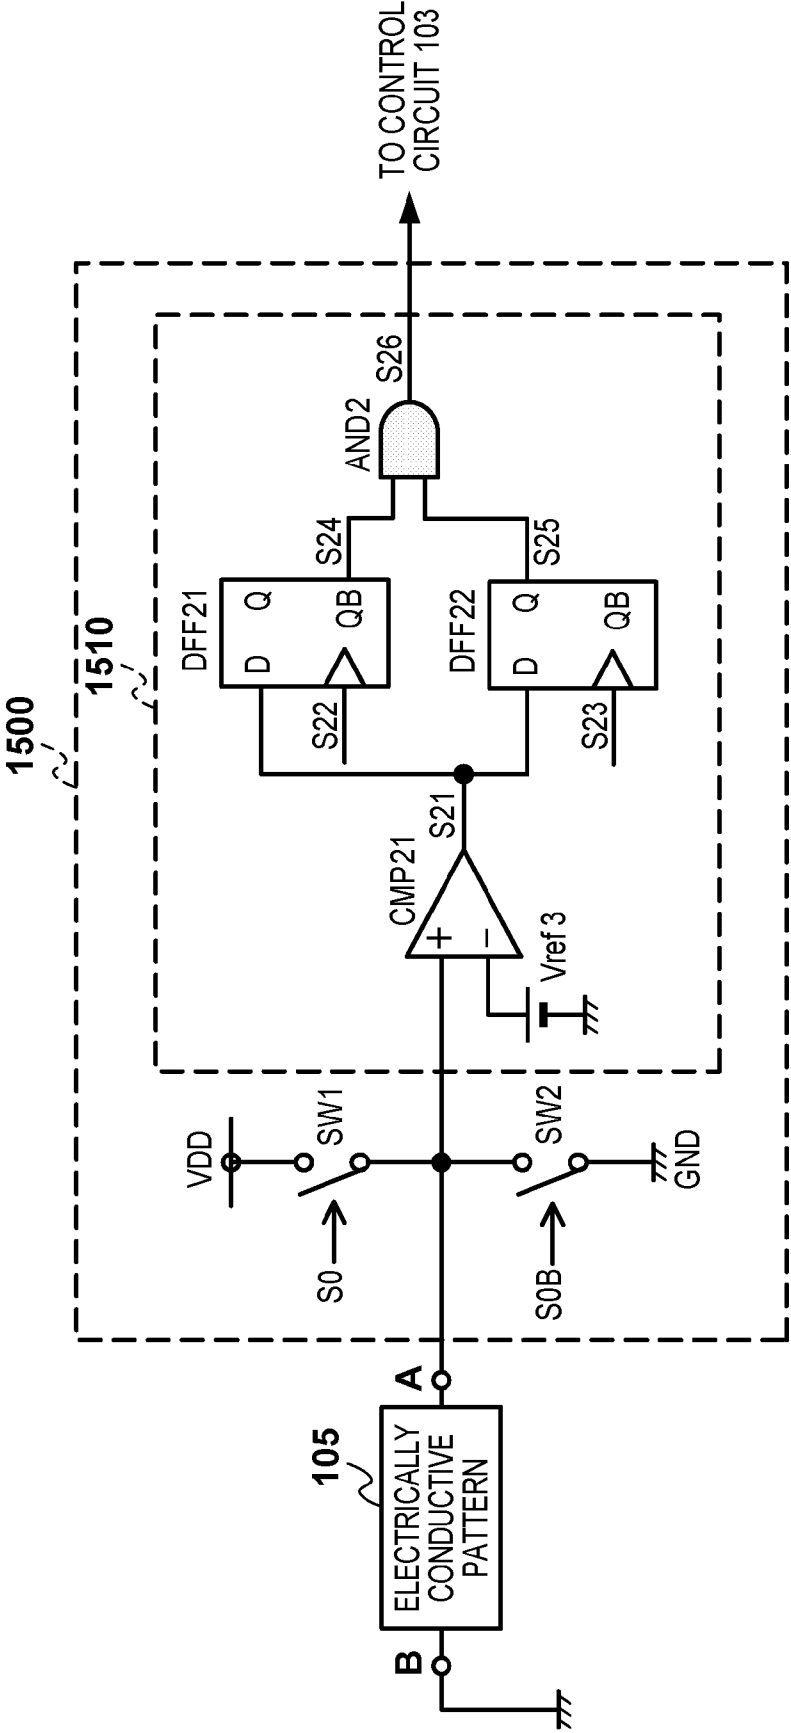 1500
1510
VDD
SW1
S0
SW2
S0B
GND
105
ELECTRICALLY
CONDUCTIVE
PATTERN
A
B
CMP21
+
−
Vref 3
S21
DFF21
D
Q
QB
S22
S24
DFF22
D
Q
QB
S23
S25
AND2
S26
TO CONTROL
CIRCUIT 103